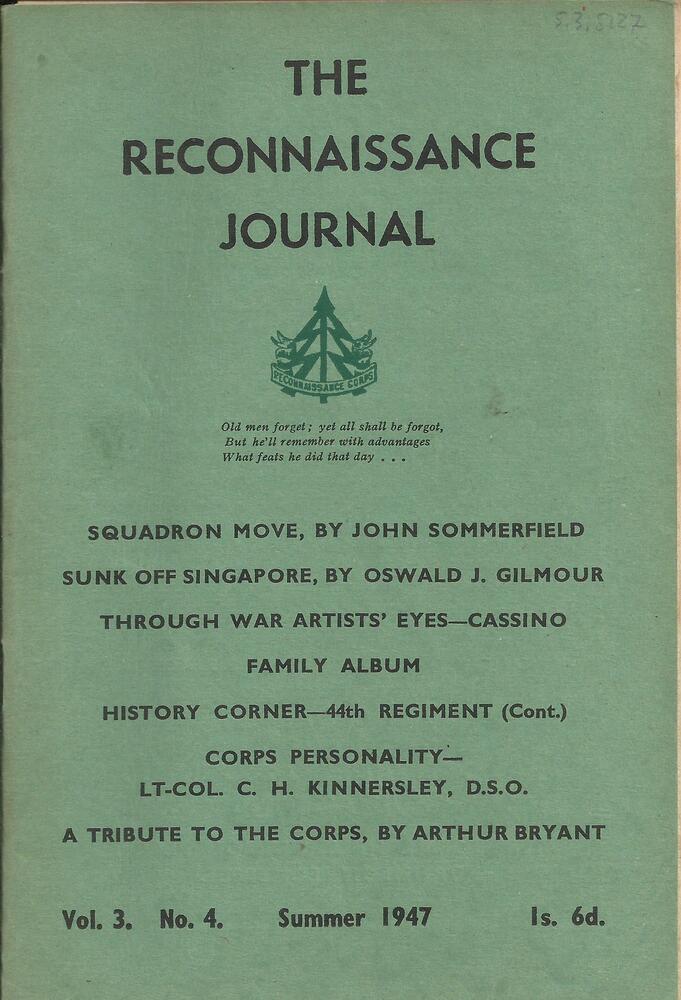 THE
RECONNAISSANCE
JOURNAL
RECONNAISSANCE CORPS
Old men forget; yet all shall be forgot,
But he'll remember with advantages
What feats he did that day . . .
SQUADRON MOVE, BY JOHN SOMMERFIELD
SUNK OFF SINGAPORE, BY OSWALD J. GILMOUR
THROUGH WAR ARTISTS' EYES—CASSINO
FAMILY ALBUM
HISTORY CORNER—44th REGIMENT (Cont.)
CORPS PERSONALITY—
LT-COL. C. H. KINNERSLEY, D.S.O.
A TRIBUTE TO THE CORPS, BY ARTHUR BRYANT
Vol. 3. No. 4. Summer 1947 1s. 6d.